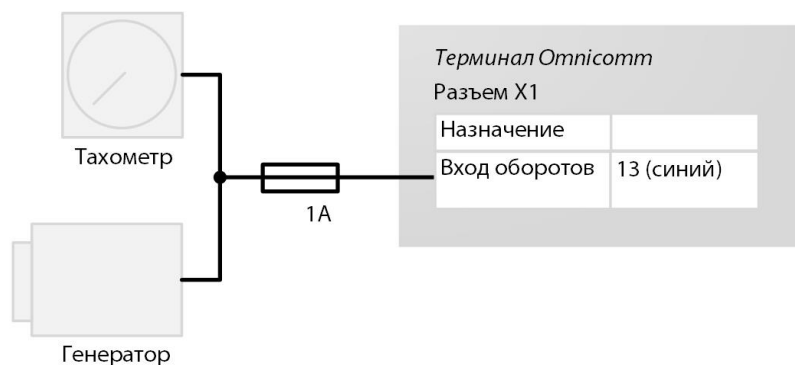 Терминал Omnicomm
Разъем X1
Назначение
Вход оборотов 13 (синий)
Тахометр
1А
Генератор